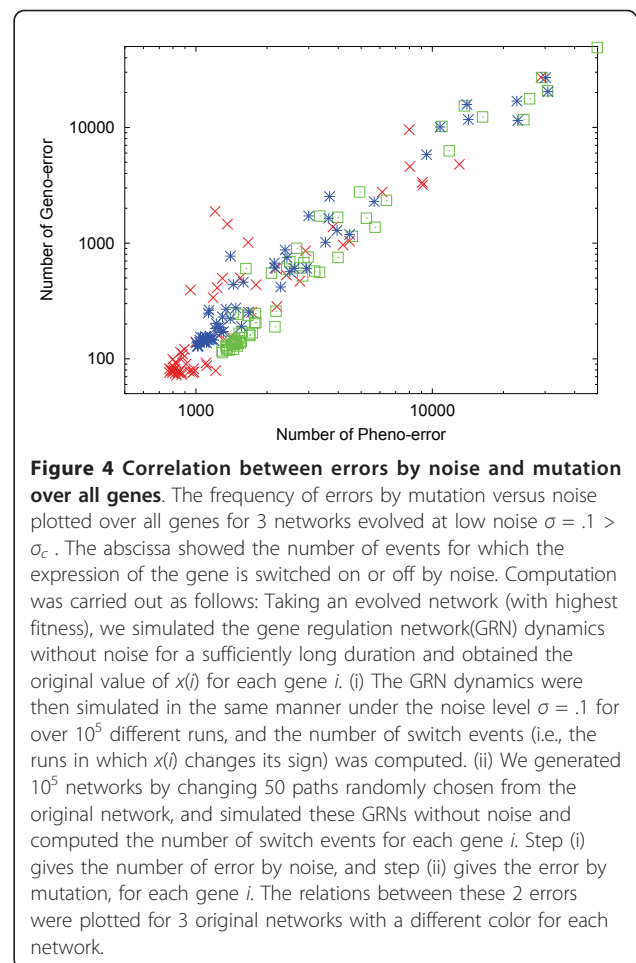 10000
1000
100
Number of Geno-error
1000
10000
Number of Pheno-error
Figure 4 Correlation between errors by noise and mutation
over all genes. The frequency of errors by mutation versus noise
plotted over all genes for 3 networks evolved at low noise σ = .1 >
σc . The abscissa showed the number of events for which the
expression of the gene is switched on or off by noise. Computation
was carried out as follows: Taking an evolved network (with highest
fitness), we simulated the gene regulation network(GRN) dynamics
without noise for a sufficiently long duration and obtained the
original value of x(i) for each gene i. (i) The GRN dynamics were
then simulated in the same manner under the noise level σ = .1 for
over 10⁵ different runs, and the number of switch events (i.e., the
runs in which x(i) changes its sign) was computed. (ii) We generated
10⁵ networks by changing 50 paths randomly chosen from the
original network, and simulated these GRNs without noise and
computed the number of switch events for each gene i. Step (i)
gives the number of error by noise, and step (ii) gives the error by
mutation, for each gene i. The relations between these 2 errors
were plotted for 3 original networks with a different color for each
network.